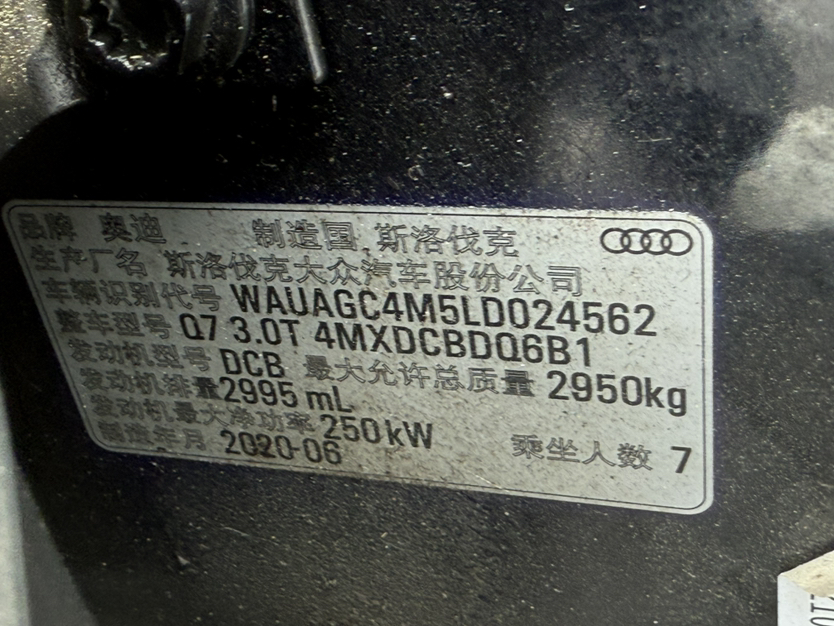 品牌 奥迪 制造国 斯洛伐克
生产厂名 斯洛伐克大众汽车股份公司
车辆识别代号 WAUAGC4M5LD024562
整车型号 Q7 3.0T 4MXDCBDQ6B1
发动机型号 DCB 最大允许总质量 2950kg
发动机排量 2995 mL
发动机最大净功率 250 kW 乘坐人数 7
制造年月 2020-06